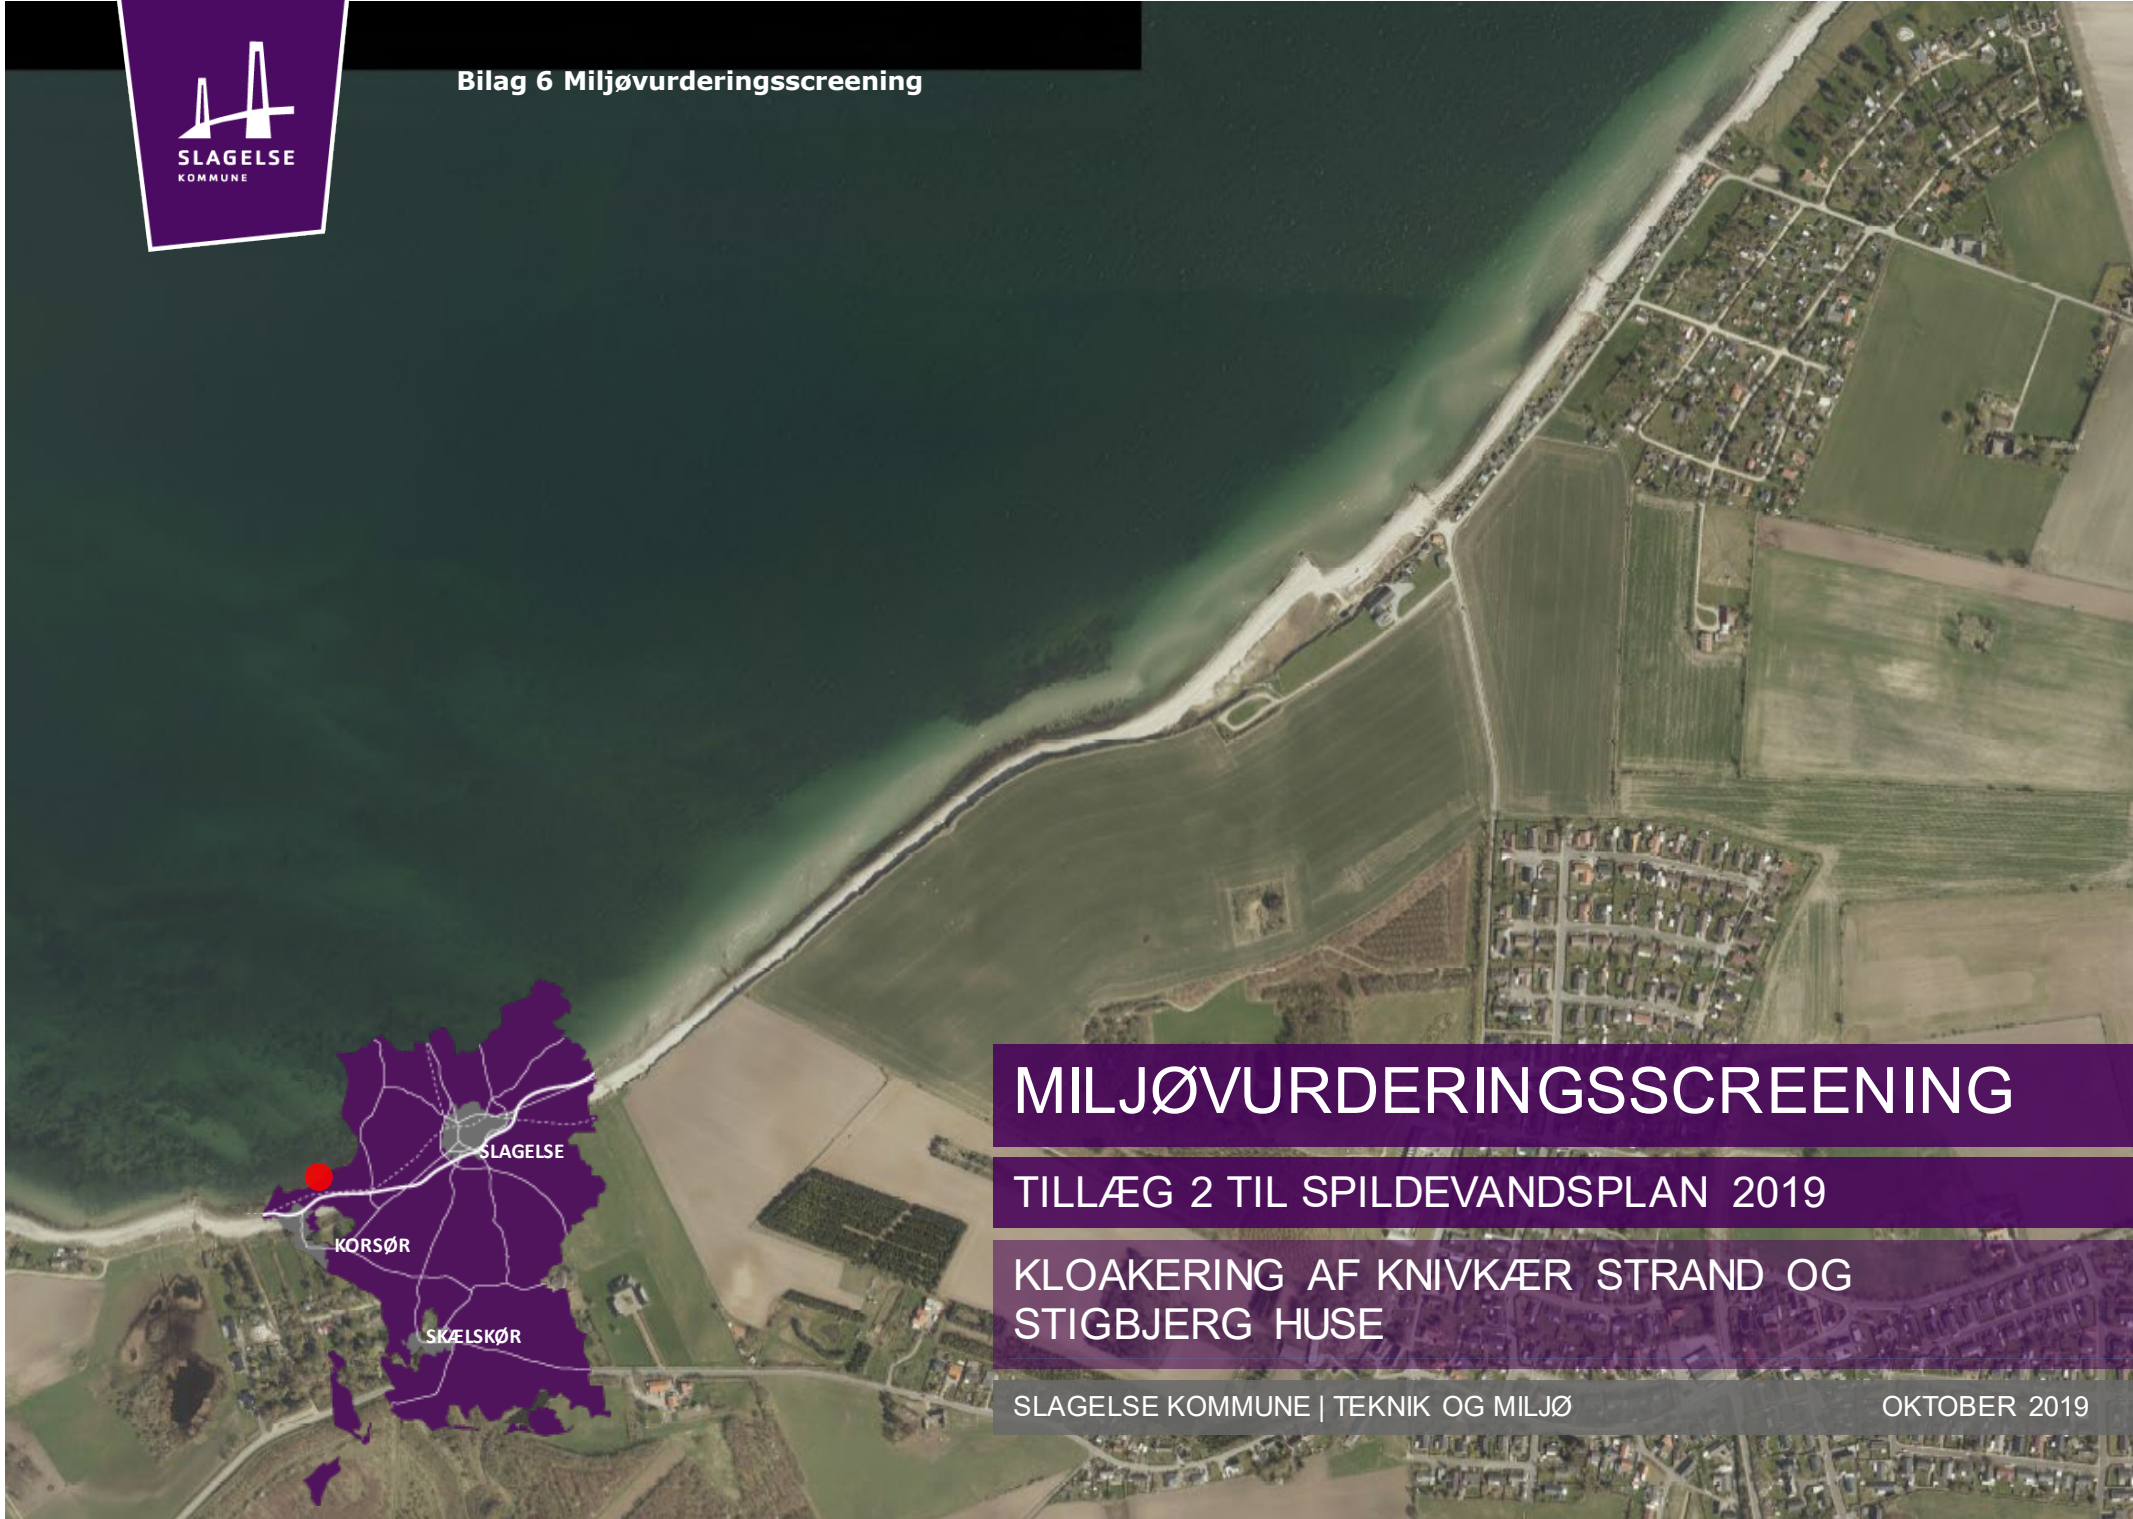 Bilag 6 Miljøvurderingsscreening
SLAGELSE
KOMMUNE
SLAGELSE
KORSØR
SKÆLSKØR
MILJØVURDERINGSSCREENING
TILLÆG 2 TIL SPILDEVANDSPLAN 2019
KLOAKERING AF KNIVKÆR STRAND OG
STIGBJERG HUSE
SLAGELSE KOMMUNE | TEKNIK OG MILJØ OKTOBER 2019